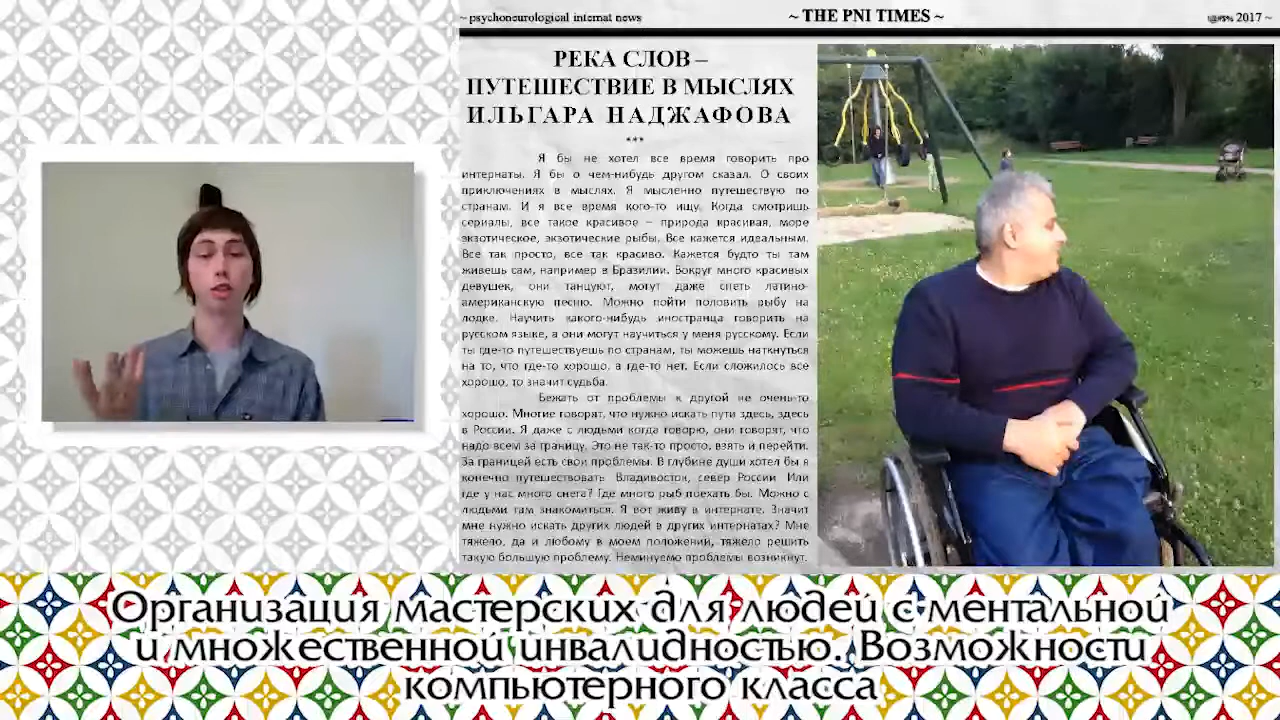 ~ psychoneurological internat news
~ THE PNI TIMES ~
2017 ~
РЕКА СЛОВ –
ПУТЕШЕСТВИЕ В МЫСЛЯХ
ИЛЬГАРА НАДЖАФОВА
***
Я бы не хотел все время говорить про
интернаты. Я бы о чем-нибудь другом сказал. О своих
приключениях в мыслях. Я мысленно путешествую по
странам. И я все время кого-то ищу. Когда смотришь
сериалы, все такое красивое – природа красивая, море
экзотическое, экзотические рыбы. Все кажется идеальным.
Все так просто, все так красиво. Кажется будто ты там
живешь сам, например в Бразилии. Вокруг много красивых
девушек, они танцуют, могут даже спеть латино-
американскую песню. Можно пойти половить рыбу на
лодке. Научить какого-нибудь иностранца говорить на
русском языке, а они могут научиться у меня русскому. Если
ты где-то путешествуешь по странам, ты можешь наткнуться
на то, что где-то хорошо, а где-то нет. Если сложилось все
хорошо, то значит судьба.
Бежать от проблемы к другой не очень-то
хорошо. Многие говорят, что нужно искать пути здесь, здесь
в России. Я даже с людьми когда говорю, они говорят, что
надо всем за границу. Это не так-то просто, взять и перейти.
За границей есть свои проблемы. В глубине души хотел бы я
конечно путешествовать Владивосток, север России Или
где у нас много снега? Где много рыб поехать бы. Можно с
людьми там знакомиться. Я вот живу в интернате. Значит
мне нужно искать других людей в других интернатах? Мне
тяжело, да и любому в моем положении, тяжело решить
такую большую проблему. Неминуемо проблемы возникнут.
Организация мастерских для людей с ментальной
и множественной инвалидностью. Возможности
компьютерного класса